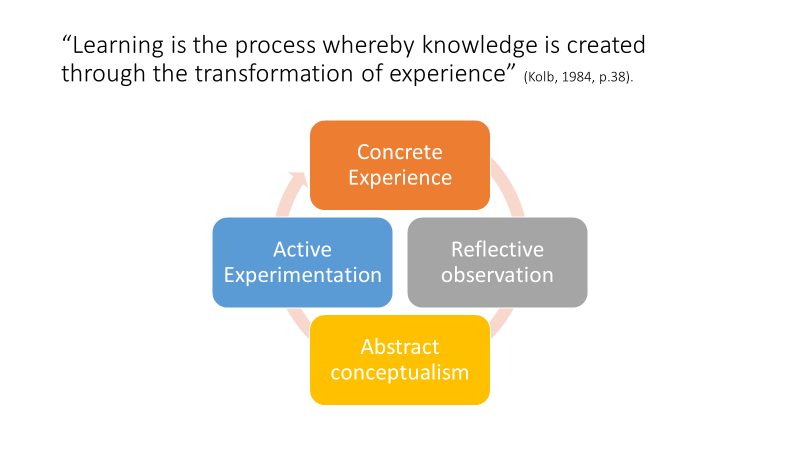 “Learning is the process whereby knowledge is created
through the transformation of experience” (Kolb, 1984, p.38).
Concrete
Experience
Active
Experimentation
Reflective
observation
Abstract
conceptualism